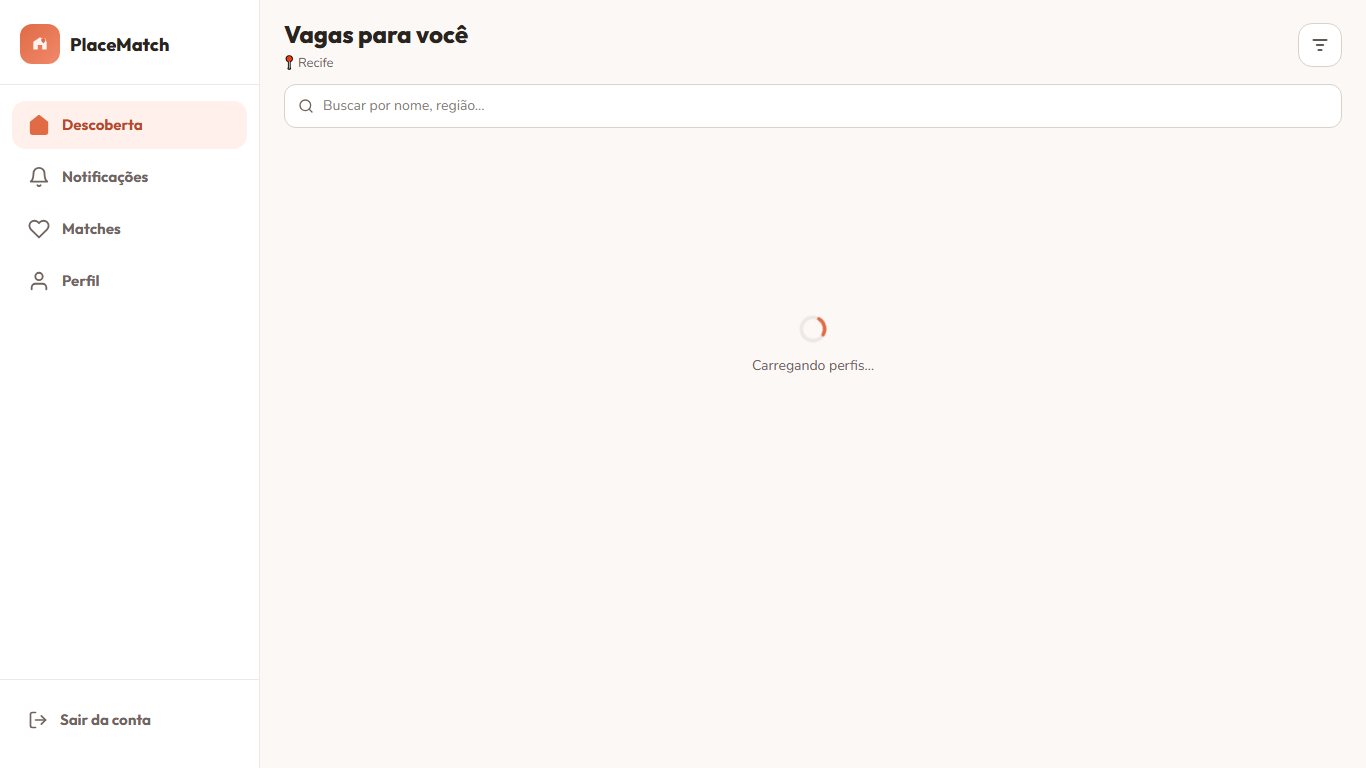 PlaceMatch
Descoberta
Notificações
Matches
Perfil
Sair da conta
Vagas para você
Recife
Buscar por nome, região...
Carregando perfis...